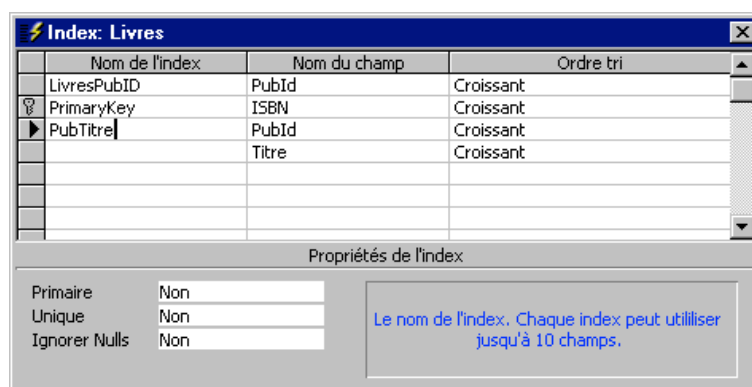 Index: Livres
Nom de l'index Nom du champ Ordre tri
LivresPubID PubId Croissant
PrimaryKey ISBN Croissant
PubTitre PubId Croissant
Titre Croissant
Propriétés de l'index
Primaire Non
Unique Non
Ignorer Nulls Non
Le nom de l'index. Chaque index peut utililiser
jusqu'à 10 champs.